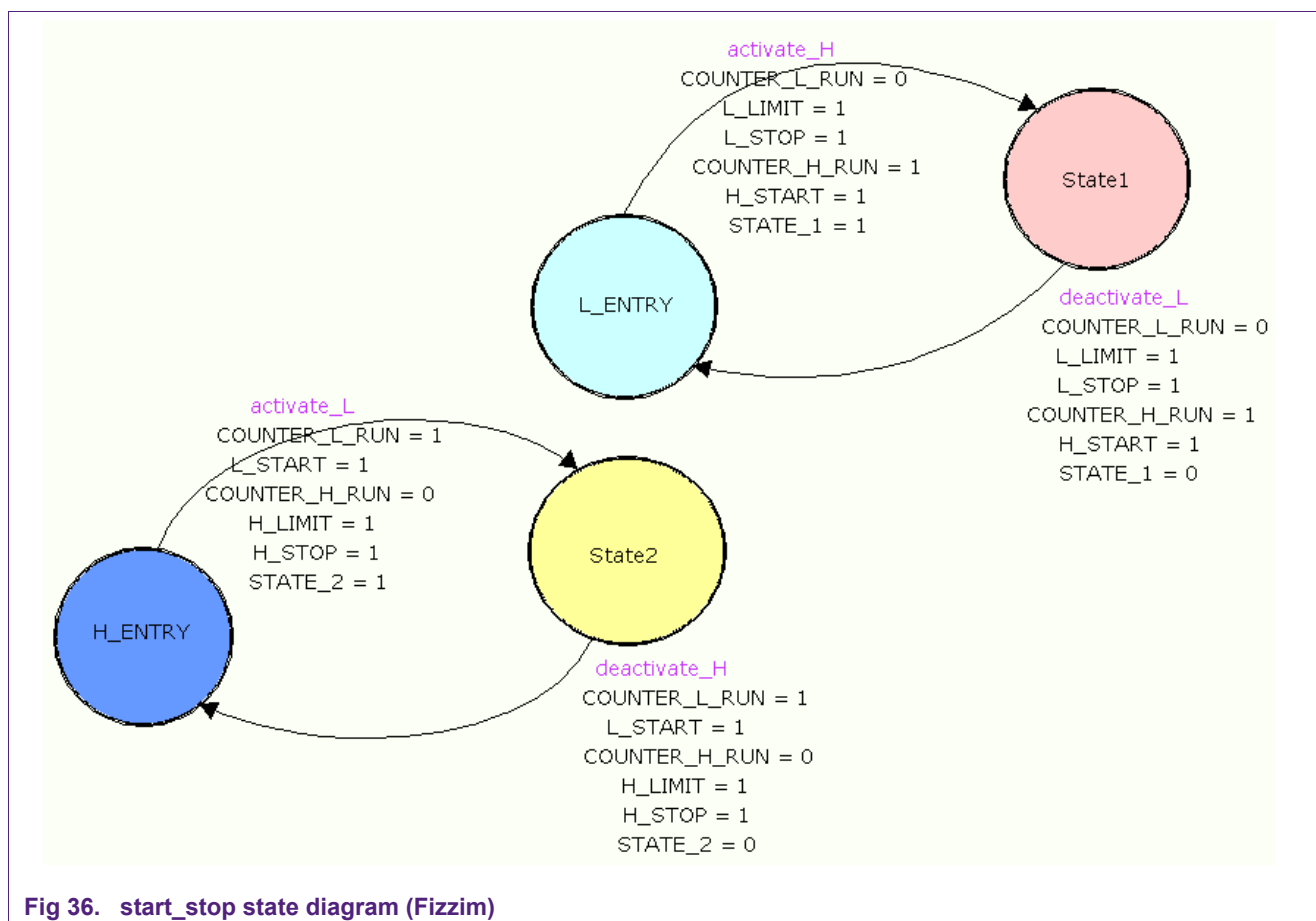 activate_H
COUNTER_L_RUN = 0
L_LIMIT = 1
L_STOP = 1
COUNTER_H_RUN = 1
H_START = 1
STATE_1 = 1
State1
L_ENTRY
deactivate_L
COUNTER_L_RUN = 0
L_LIMIT = 1
L_STOP = 1
COUNTER_H_RUN = 1
H_START = 1
STATE_1 = 0
activate_L
COUNTER_L_RUN = 1
L_START = 1
COUNTER_H_RUN = 0
H_LIMIT = 1
H_STOP = 1
STATE_2 = 1
State2
H_ENTRY
deactivate_H
COUNTER_L_RUN = 1
L_START = 1
COUNTER_H_RUN = 0
H_LIMIT = 1
H_STOP = 1
STATE_2 = 0
Fig 36. start_stop state diagram (Fizzim)